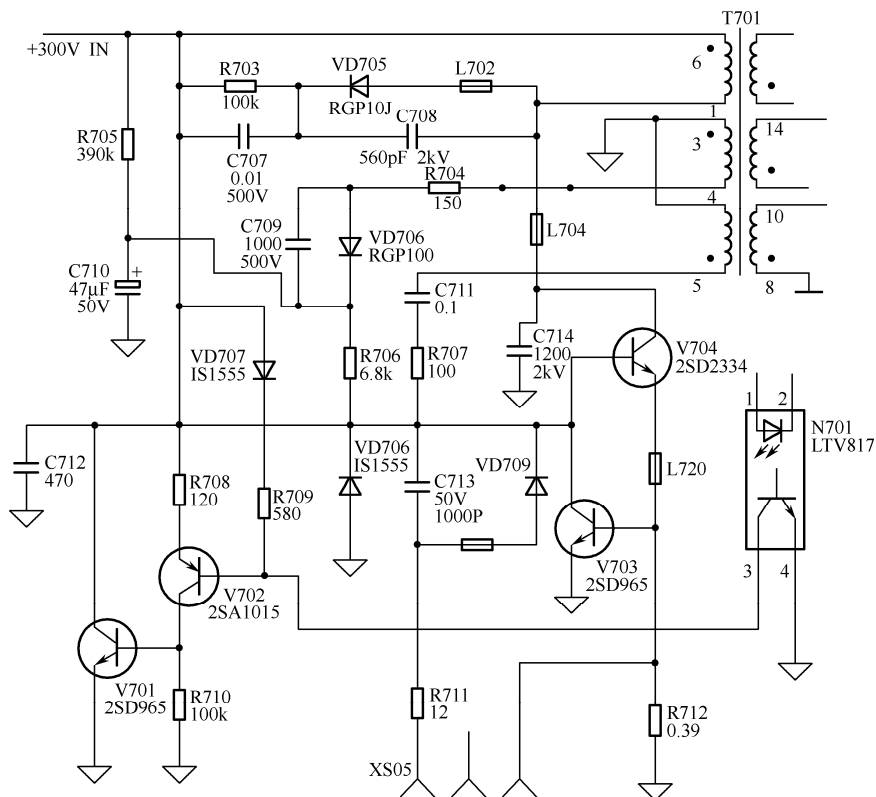 T701
+300V IN
R703
100k
VD705
RGP10J
L702
6
1
C708
560pF 2kV
C707
0.01
500V
R705
390k
3
14
R704
150
4
10
C709
1000
500V
VD706
RGP100
L704
C710
47μF
50V
+
5
8
C711
0.1
C714
1200
2kV
V704
2SD2334
VD707
IS1555
R706
6.8k
R707
100
1
2
N701
LTV817
C712
470
R708
120
R709
580
VD706
IS1555
C713
50V
1000P
VD709
L720
V703
2SD965
3
4
V702
2SA1015
V701
2SD965
R710
100k
R711
12
R712
0.39
XS05